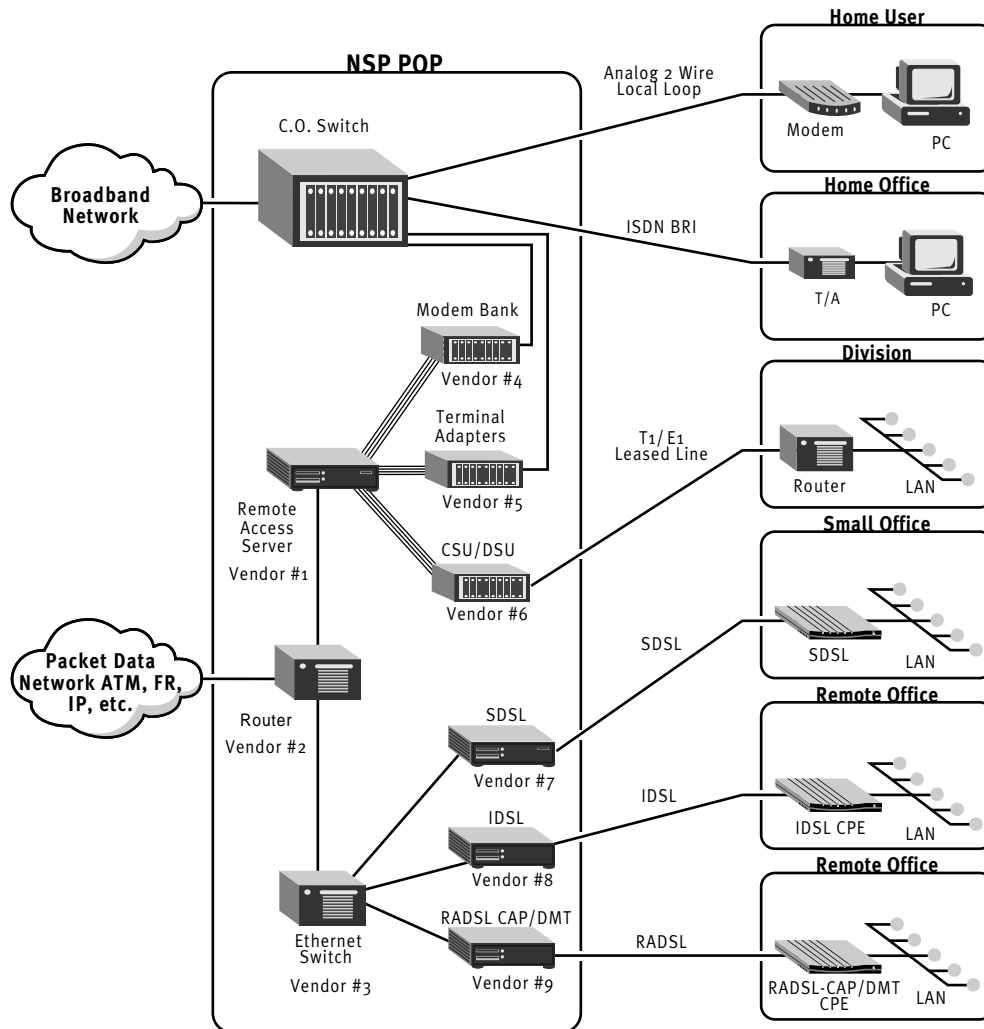 Home User
NSP POP
Analog 2 Wire
Local Loop
C.O. Switch
Modem
PC
Broadband
Network
Home Office
ISDN BRI
T/A
PC
Modem Bank
Vendor #4
Division
Terminal
Adapters
Vendor #5
T1/E1
Leased Line
Router
LAN
Remote
Access
Server
Vendor #1
CSU/DSU
Vendor #6
Small Office
SDSL
SDSL
LAN
Packet Data
Network ATM, FR,
IP, etc.
Router
Vendor #2
SDSL
Vendor #7
Remote Office
IDSL
IDSL CPE
LAN
IDSL
Vendor #8
Remote Office
RADSL CAP/DMT
Vendor #9
RADSL
RADSL-CAP/DMT
CPE
LAN
Ethernet
Switch
Vendor #3